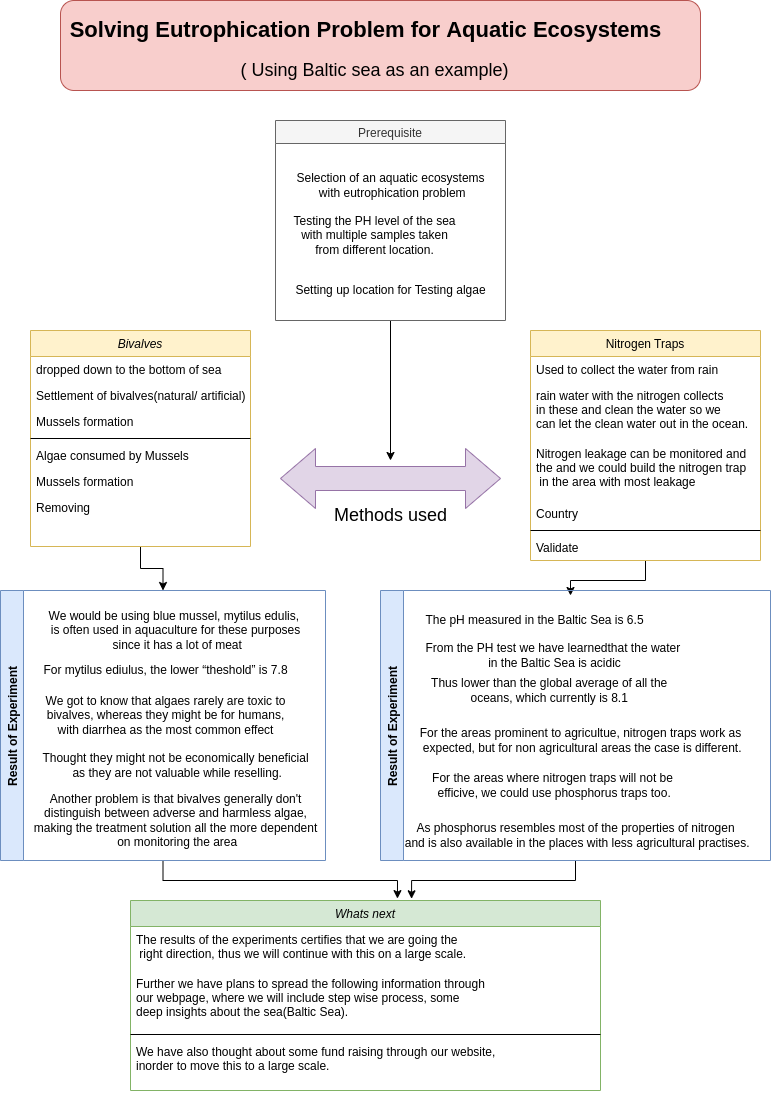 Solving Eutrophication Problem for Aquatic Ecosystems
( Using Baltic sea as an example)
Prerequisite
Selection of an aquatic ecosystems
with eutrophication problem
Testing the PH level of the sea
with multiple samples taken
from different location.
Setting up location for Testing algae
Bivalves
dropped down to the bottom of sea
Settlement of bivalves(natural/ artificial)
Mussels formation
Algae consumed by Mussels
Mussels formation
Removing
Methods used
Nitrogen Traps
Used to collect the water from rain
rain water with the nitrogen collects
in these and clean the water so we
can let the clean water out in the ocean.
Nitrogen leakage can be monitored and
the and we could build the nitrogen trap
in the area with most leakage
Country
Validate
Result of Experiment
We would be using blue mussel, mytilus edulis,
is often used in aquaculture for these purposes
since it has a lot of meat
For mytilus ediulus, the lower “theshold” is 7.8
We got to know that algaes rarely are toxic to
bivalves, whereas they might be for humans,
with diarrhea as the most common effect
Thought they might not be economically beneficial
as they are not valuable while reselling.
Another problem is that bivalves generally don't
distinguish between adverse and harmless algae,
making the treatment solution all the more dependent
on monitoring the area
Result of Experiment
The pH measured in the Baltic Sea is 6.5
From the PH test we have learnedthat the water
in the Baltic Sea is acidic
Thus lower than the global average of all the
oceans, which currently is 8.1
For the areas prominent to agricultue, nitrogen traps work as
expected, but for non agricultural areas the case is different.
For the areas where nitrogen traps will not be
efficive, we could use phosphorus traps too.
As phosphorus resembles most of the properties of nitrogen
and is also available in the places with less agricultural practises.
Whats next
The results of the experiments certifies that we are going the
right direction, thus we will continue with this on a large scale.
Further we have plans to spread the following information through
our webpage, where we will include step wise process, some
deep insights about the sea(Baltic Sea).
We have also thought about some fund raising through our website,
inorder to move this to a large scale.